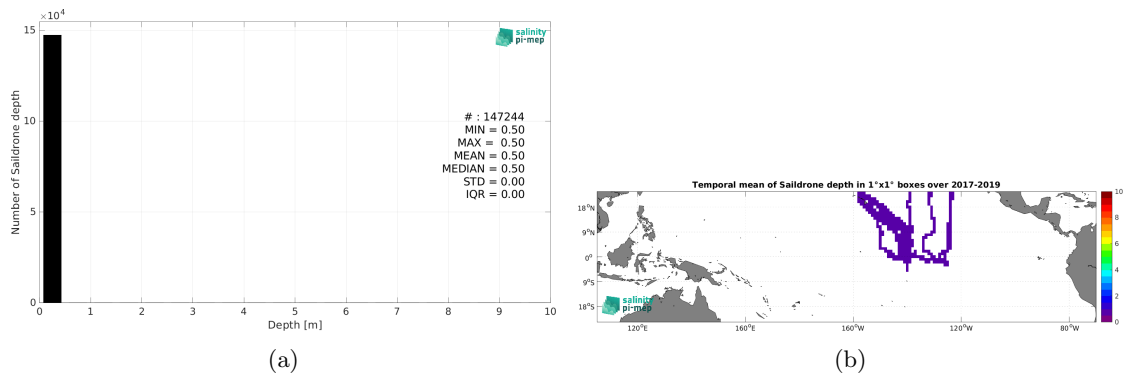 ×10⁴
15
10
5
0
Number of Saildrone depth
salinity
pi-mep
# : 147244
MIN = 0.50
MAX = 0.50
MEAN = 0.50
MEDIAN = 0.50
STD = 0.00
IQR = 0.00
0 1 2 3 4 5 6 7 8 9 10
Depth [m]
(a)
Temporal mean of Saildrone depth in 1°x1° boxes over 2017-2019
18°N
9°N
0°
9°S
18°S
salinity
pi-mep
120°E 160°E 160°W 120°W 80°W
10
8
6
4
2
0
(b)